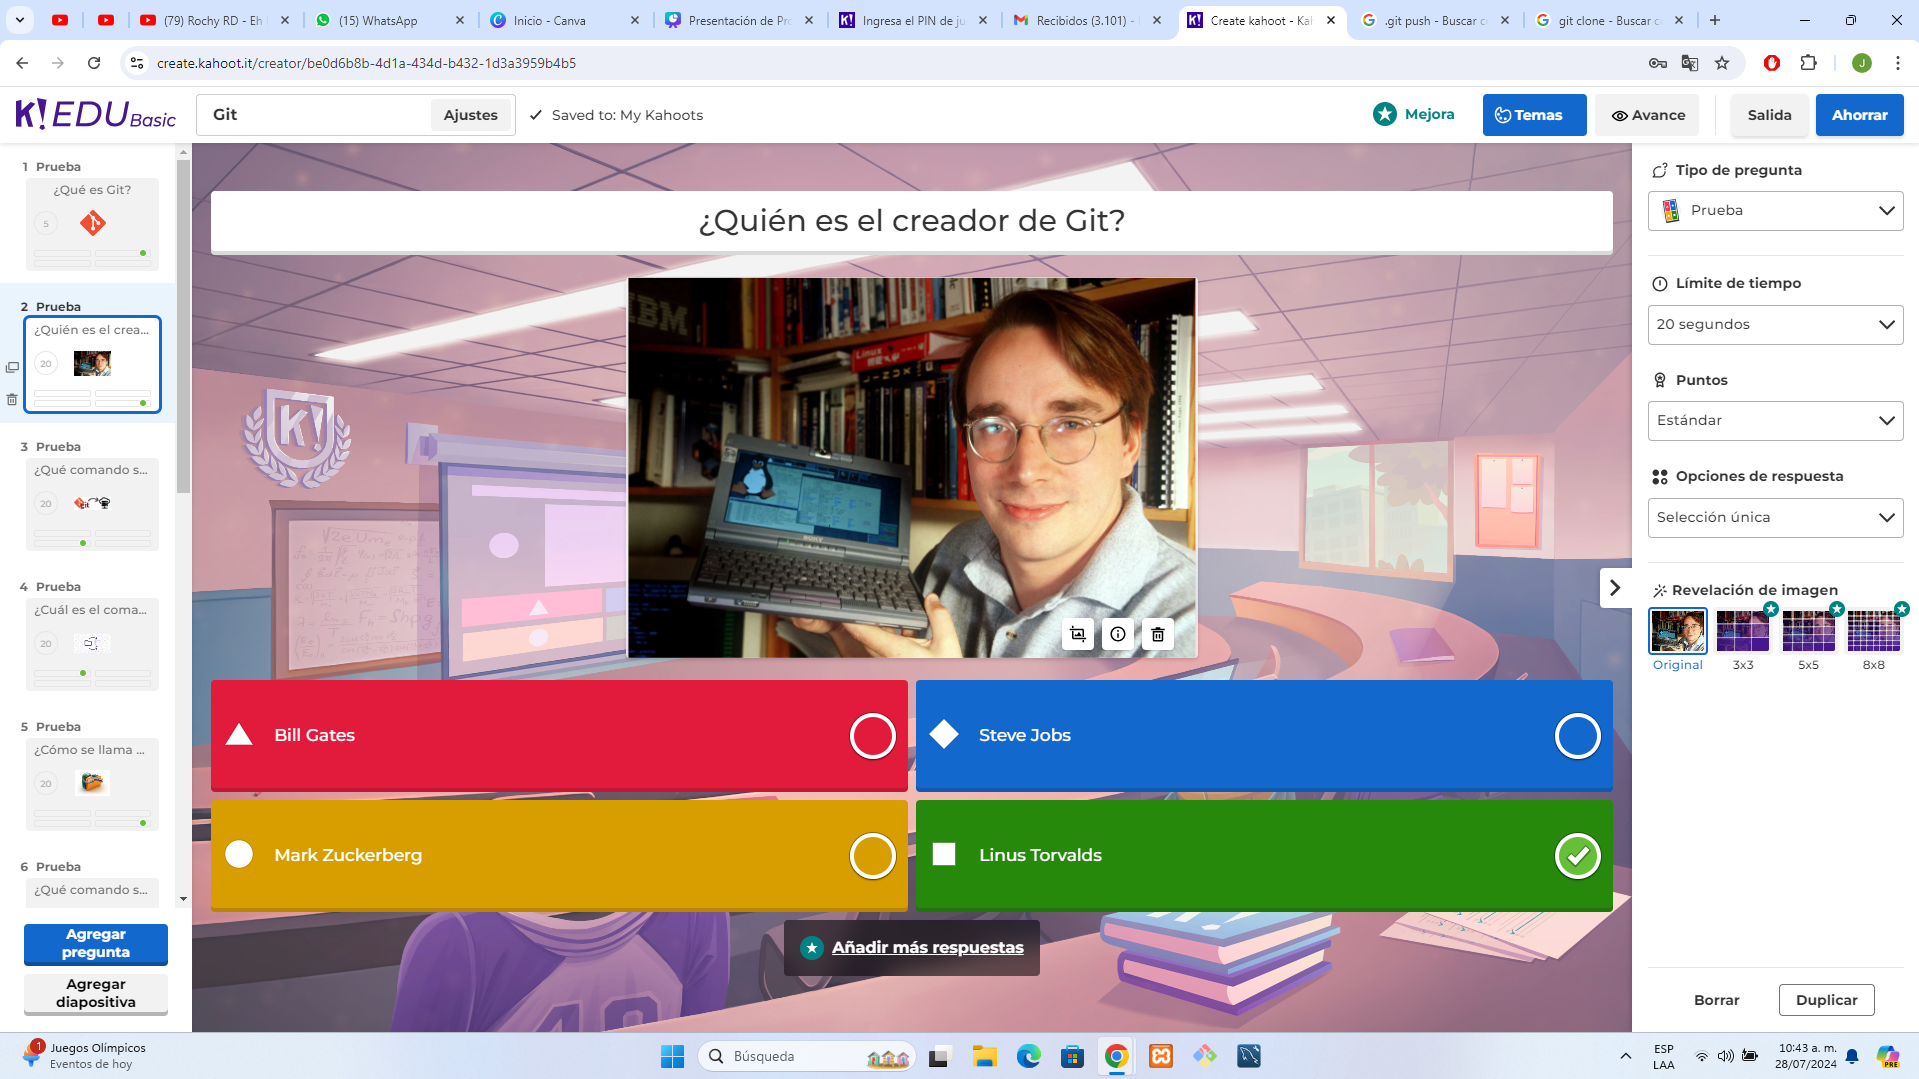 (79) Rochy RD - Eh
(15) WhatsApp
Inicio - Canva
Presentación de Pro
Ingresa el PIN de ju
Recibidos (3.101) -
Create kahoot - Kah
.git push - Buscar c
git clone - Buscar c
create.kahoot.it/creator/be0d6b8b-4d1a-434d-b432-1d3a3959b4b5
J
K!EDU Basic
Git
Ajustes
Saved to: My Kahoots
Mejora
Temas
Avance
Salida
Ahorrar
1 Prueba
¿Qué es Git?
5
2 Prueba
¿Quién es el crea...
20
3 Prueba
¿Qué comando s...
20
git
4 Prueba
¿Cuál es el coma...
20
5 Prueba
¿Cómo se llama ...
20
6 Prueba
¿Qué comando s...
Agregar
pregunta
Agregar
diapositiva
¿Quién es el creador de Git?
IBM
Linux
SONY
K!
Bill Gates
Steve Jobs
Mark Zuckerberg
Linus Torvalds
Añadir más respuestas
Tipo de pregunta
Prueba
Límite de tiempo
20 segundos
Puntos
Estándar
Opciones de respuesta
Selección única
Revelación de imagen
Original
3x3
5x5
8x8
Borrar
Duplicar
1
Juegos Olímpicos
Eventos de hoy
Búsqueda
ESP
LAA
10:43 a. m.
28/07/2024
PRE